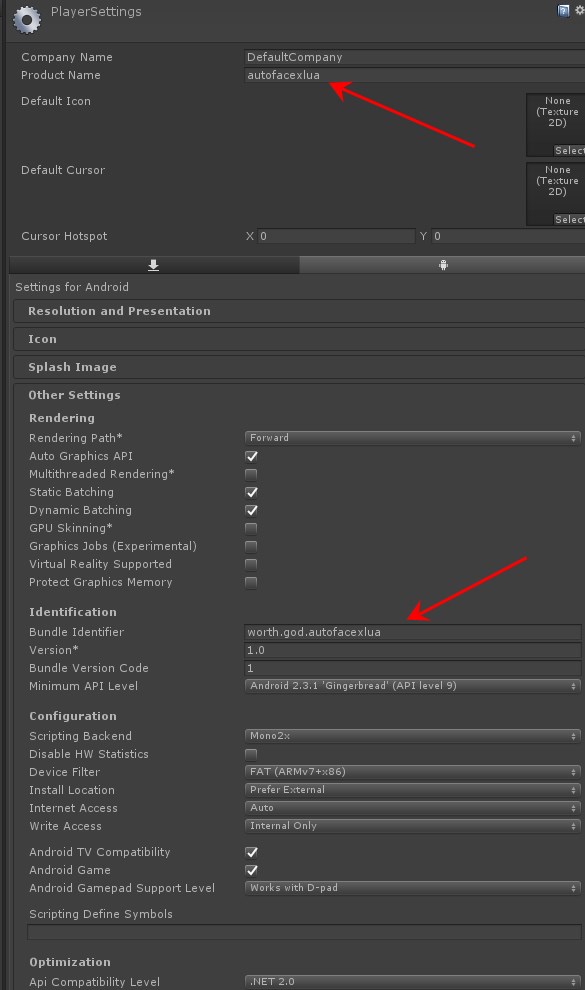 PlayerSettings
Company Name DefaultCompany
Product Name autofacexlua
Default Icon
None
(Texture
2D)
Select
Default Cursor
None
(Texture
2D)
Select
Cursor Hotspot X 0 Y 0
Settings for Android
Resolution and Presentation
Icon
Splash Image
Other Settings
Rendering
Rendering Path* Forward
Auto Graphics API
Multithreaded Rendering*
Static Batching
Dynamic Batching
GPU Skinning*
Graphics Jobs (Experimental)
Virtual Reality Supported
Protect Graphics Memory
Identification
Bundle Identifier worth.god.autofacexlua
Version* 1.0
Bundle Version Code 1
Minimum API Level Android 2.3.1 'Gingerbread' (API level 9)
Configuration
Scripting Backend Mono2x
Disable HW Statistics
Device Filter FAT (ARMv7+x86)
Install Location Prefer External
Internet Access Auto
Write Access Internal Only
Android TV Compatibility
Android Game
Android Gamepad Support Level Works with D-pad
Scripting Define Symbols
Optimization
Api Compatibility Level .NET 2.0